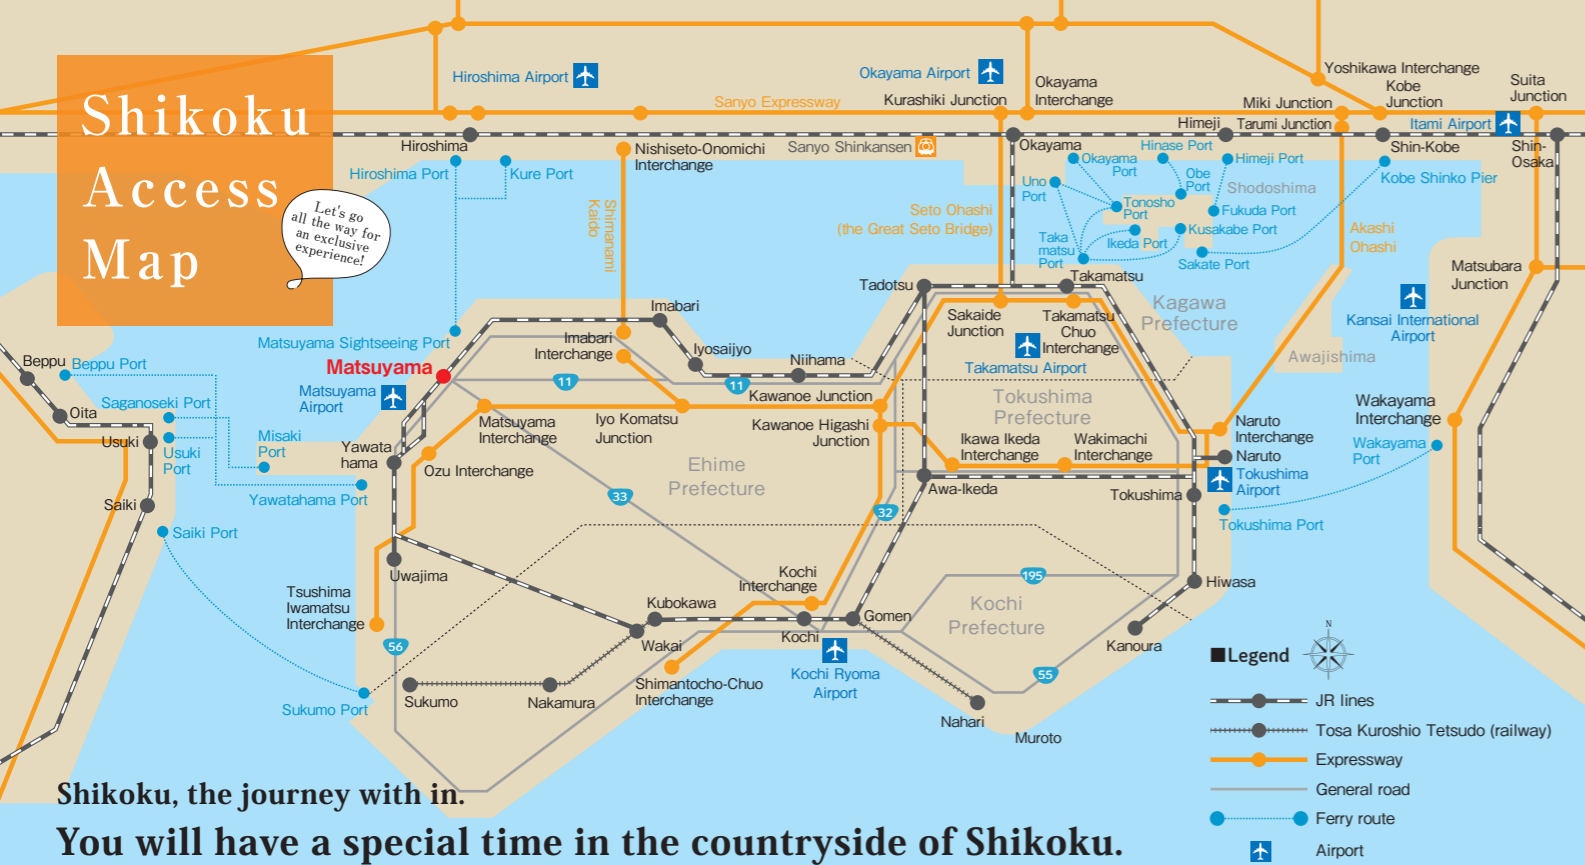 Shikoku
Access
Map
Let's go
all the way for
an exclusive
experience!
Hiroshima Airport
Okayama Airport
Sanyo Expressway
Kurashiki Junction
Okayama
Interchange
Yoshikawa Interchange
Kobe
Junction
Suita
Junction
Miki Junction
Tarumi Junction
Itami Airport
Hiroshima
Nishiseto-Onomichi
Interchange
Sanyo Shinkansen
Okayama
Himeji
Shin-Kobe
Shin-
Osaka
Hiroshima Port
Kure Port
Shimanami
Kaido
Seto Ohashi
(the Great Seto Bridge)
Okayama
Port
Hinase Port
Himeji Port
Kobe Shinko Pier
Uno
Port
Obe
Port
Shodoshima
Tonosho
Port
Fukuda Port
Taka
matsu
Port
Ikeda Port
Kusakabe Port
Sakate Port
Akashi
Ohashi
Matsubara
Junction
Tadotsu
Takamatsu
Kagawa
Prefecture
Kansai International
Airport
Awajishima
Matsuyama Sightseeing Port
Imabari
Imabari
Interchange
Iyosaijyo
Niihama
Sakaide
Junction
Takamatsu
Chuo
Interchange
Takamatsu Airport
Beppu
Beppu Port
Matsuyama
Matsuyama
Airport
11
11
Kawanoe Junction
Tokushima
Prefecture
Wakayama
Interchange
Wakayama
Port
Oita
Saganoseki Port
Usuki
Usuki
Port
Misaki
Port
Yawata
hama
Matsuyama
Interchange
Iyo Komatsu
Junction
Kawanoe Higashi
Junction
Ikawa Ikeda
Interchange
Wakimachi
Interchange
Naruto
Interchange
Naruto
Tokushima
Airport
Ozu Interchange
Ehime
Prefecture
Yawatahama Port
33
32
Awa-Ikeda
Tokushima
Tokushima Port
Saiki
Saiki Port
Uwajima
Tsushima
Iwamatsu
Interchange
Kochi
Interchange
195
Hiwasa
Kubokawa
Gomen
Kochi
Prefecture
Wakai
Kochi
Kanoura
56
Shimantocho-Chuo
Interchange
Kochi Ryoma
Airport
55
Sukumo Port
Sukumo
Nakamura
Nahari
Muroto
N
■Legend
JR lines
Tosa Kuroshio Tetsudo (railway)
Expressway
General road
Ferry route
Airport
Shikoku, the journey with in.
You will have a special time in the countryside of Shikoku.